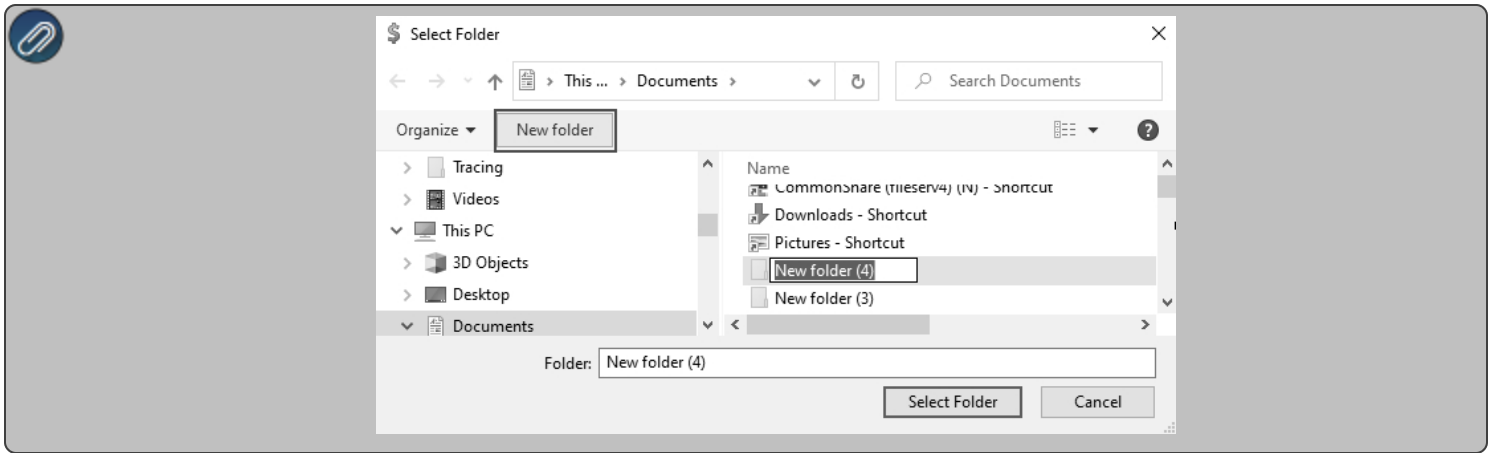 Select Folder
This ... > Documents >
Search Documents
Organize
New folder
Tracing
Videos
This PC
3D Objects
Desktop
Documents
Name
CommonShare (fileserv4) (N) - Shortcut
Downloads - Shortcut
Pictures - Shortcut
New folder (4)
New folder (3)
Folder: New folder (4)
Select Folder Cancel